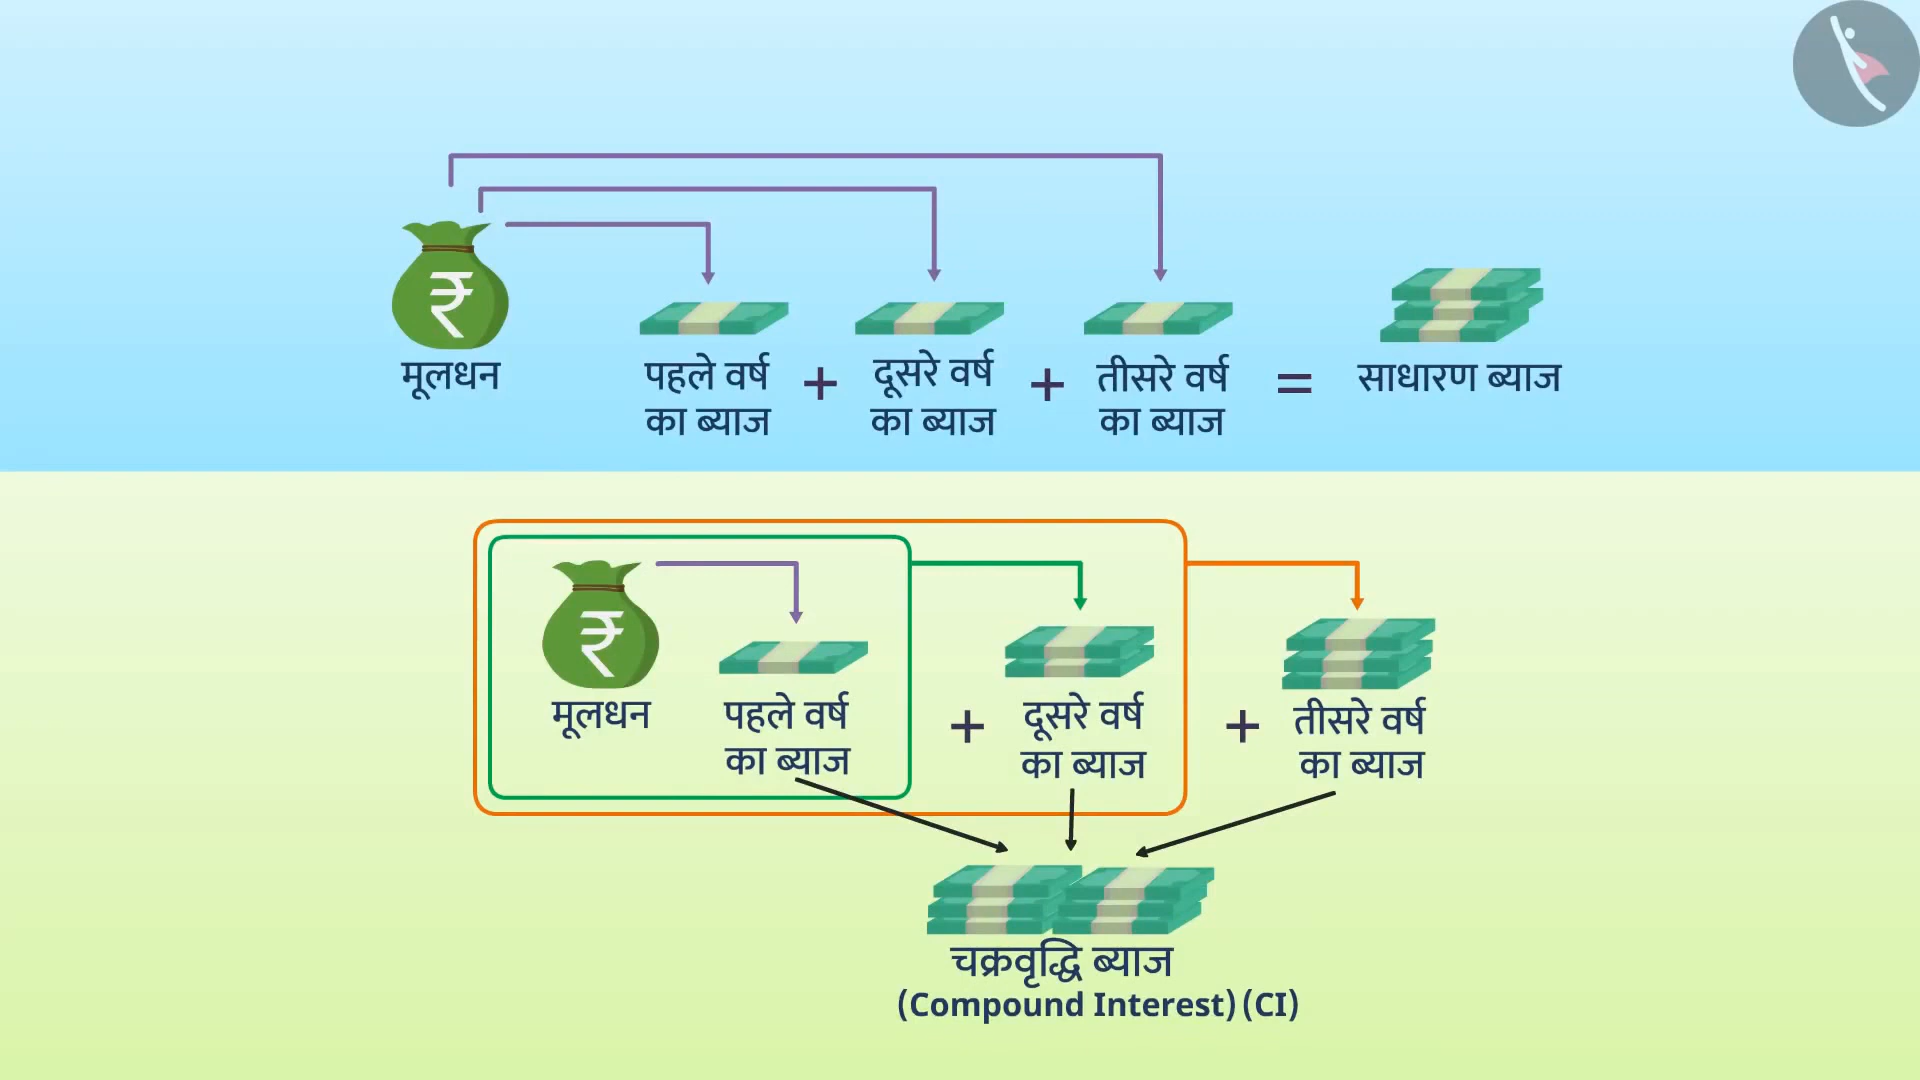 ₹
मूलधन
पहले वर्ष
का ब्याज
+
दूसरे वर्ष
का ब्याज
+
तीसरे वर्ष
का ब्याज
=
साधारण ब्याज
₹
मूलधन
पहले वर्ष
का ब्याज
+
दूसरे वर्ष
का ब्याज
+
तीसरे वर्ष
का ब्याज
चक्रवृद्धि ब्याज
(Compound Interest) (CI)